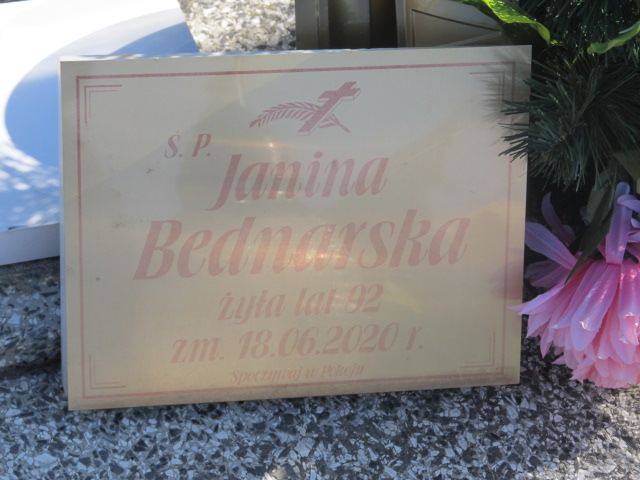 Ś. P.
Janina
Bednarska
żyła lat 92
zm. 18.06.2020 r.
Spoczywaj w Pokoju